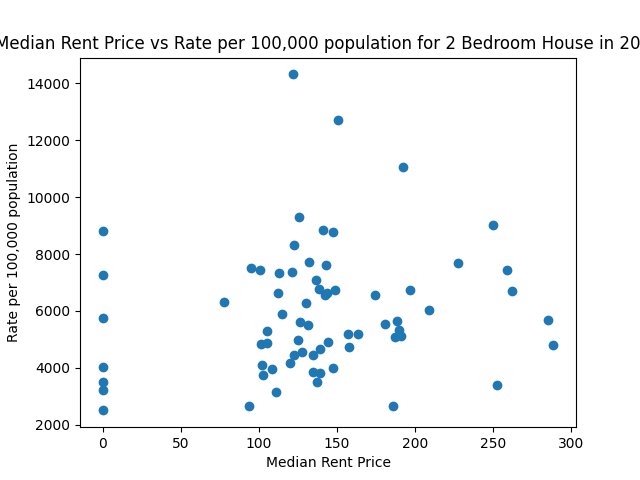 Median Rent Price vs Rate per 100,000 population for 2 Bedroom House in 20
14000
12000
10000
8000
6000
4000
2000
Rate per 100,000 population
0 50 100 150 200 250 300
Median Rent Price